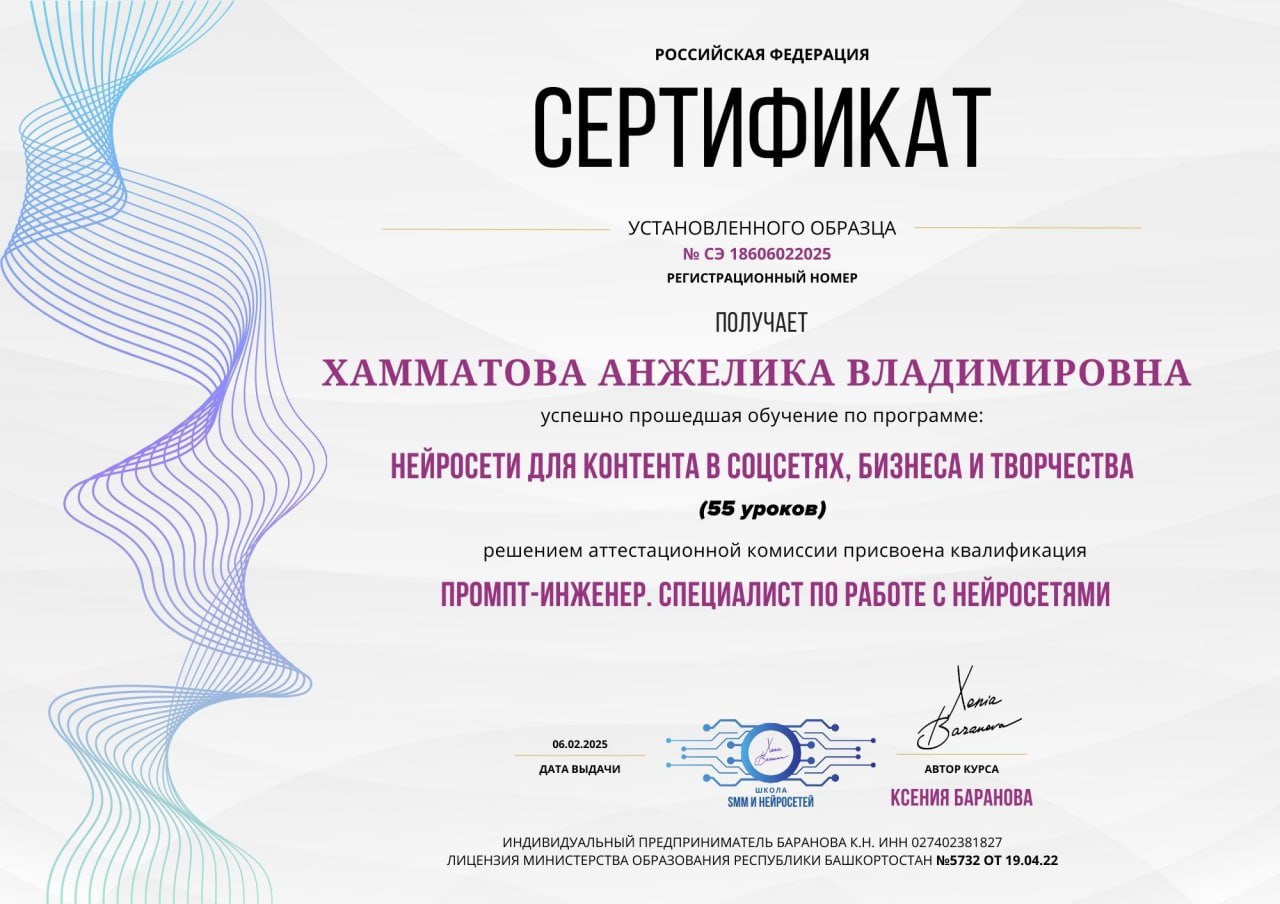 РОССИЙСКАЯ ФЕДЕРАЦИЯ
СЕРТИФИКАТ
УСТАНОВЛЕННОГО ОБРАЗЦА
№ СЭ 18606022025
РЕГИСТРАЦИОННЫЙ НОМЕР
ПОЛУЧАЕТ
ХАММАТОВА АНЖЕЛИКА ВЛАДИМИРОВНА
успешно прошедшая обучение по программе:
НЕЙРОСЕТИ ДЛЯ КОНТЕНТА В СОЦСЕТЯХ, БИЗНЕСА И ТВОРЧЕСТВА
(55 уроков)
решением аттестационной комиссии присвоена квалификация
ПРОМПТ-ИНЖЕНЕР. СПЕЦИАЛИСТ ПО РАБОТЕ С НЕЙРОСЕТЯМИ
06.02.2025
ДАТА ВЫДАЧИ
Xenia
Baranova
ШКОЛА
SMM И НЕЙРОСЕТЕЙ
Xenia
Baranova
АВТОР КУРСА
КСЕНИЯ БАРАНОВА
ИНДИВИДУАЛЬНЫЙ ПРЕДПРИНИМАТЕЛЬ БАРАНОВА К.Н. ИНН 027402381827
ЛИЦЕНЗИЯ МИНИСТЕРСТВА ОБРАЗОВАНИЯ РЕСПУБЛИКИ БАШКОРТОСТАН №5732 ОТ 19.04.22